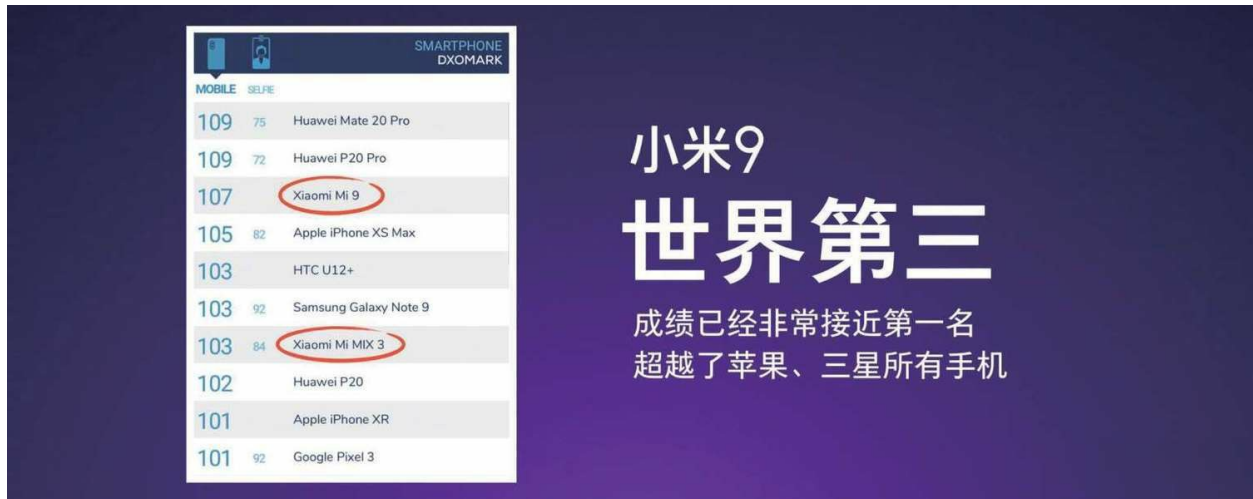 SMARTPHONE
DXOMARK
MOBILE SELFIE
109 75 Huawei Mate 20 Pro
109 72 Huawei P20 Pro
107 Xiaomi Mi 9
105 82 Apple iPhone XS Max
103 HTC U12+
103 92 Samsung Galaxy Note 9
103 84 Xiaomi Mi MIX 3
102 Huawei P20
101 Apple iPhone XR
101 92 Google Pixel 3
小米9
世界第三
成绩已经非常接近第一名
超越了苹果、三星所有手机